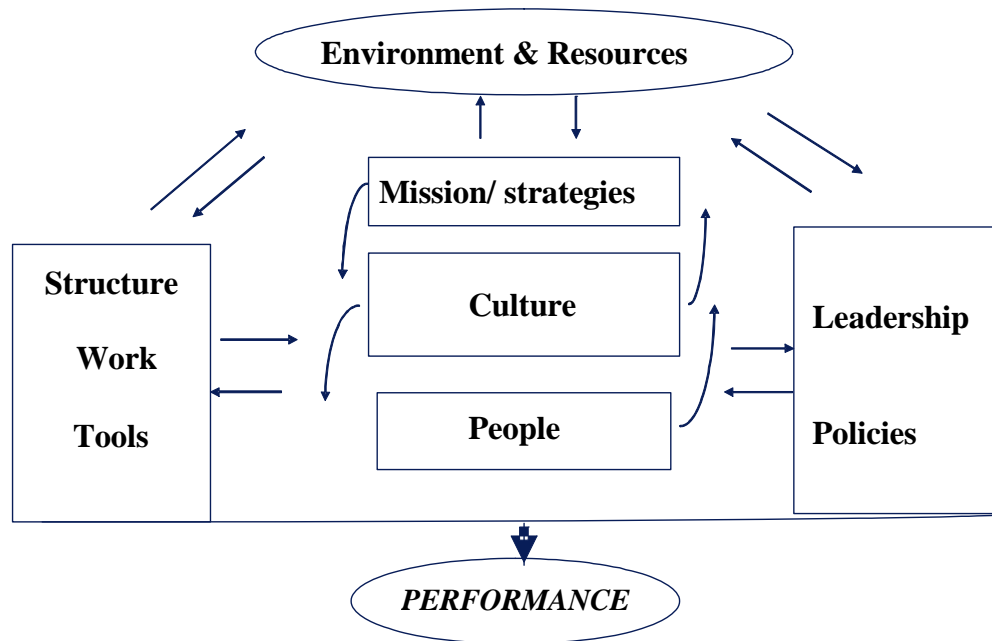 Environment & Resources
Mission/ strategies
Structure
Work
Tools
Culture
People
Leadership
Policies
PERFORMANCE